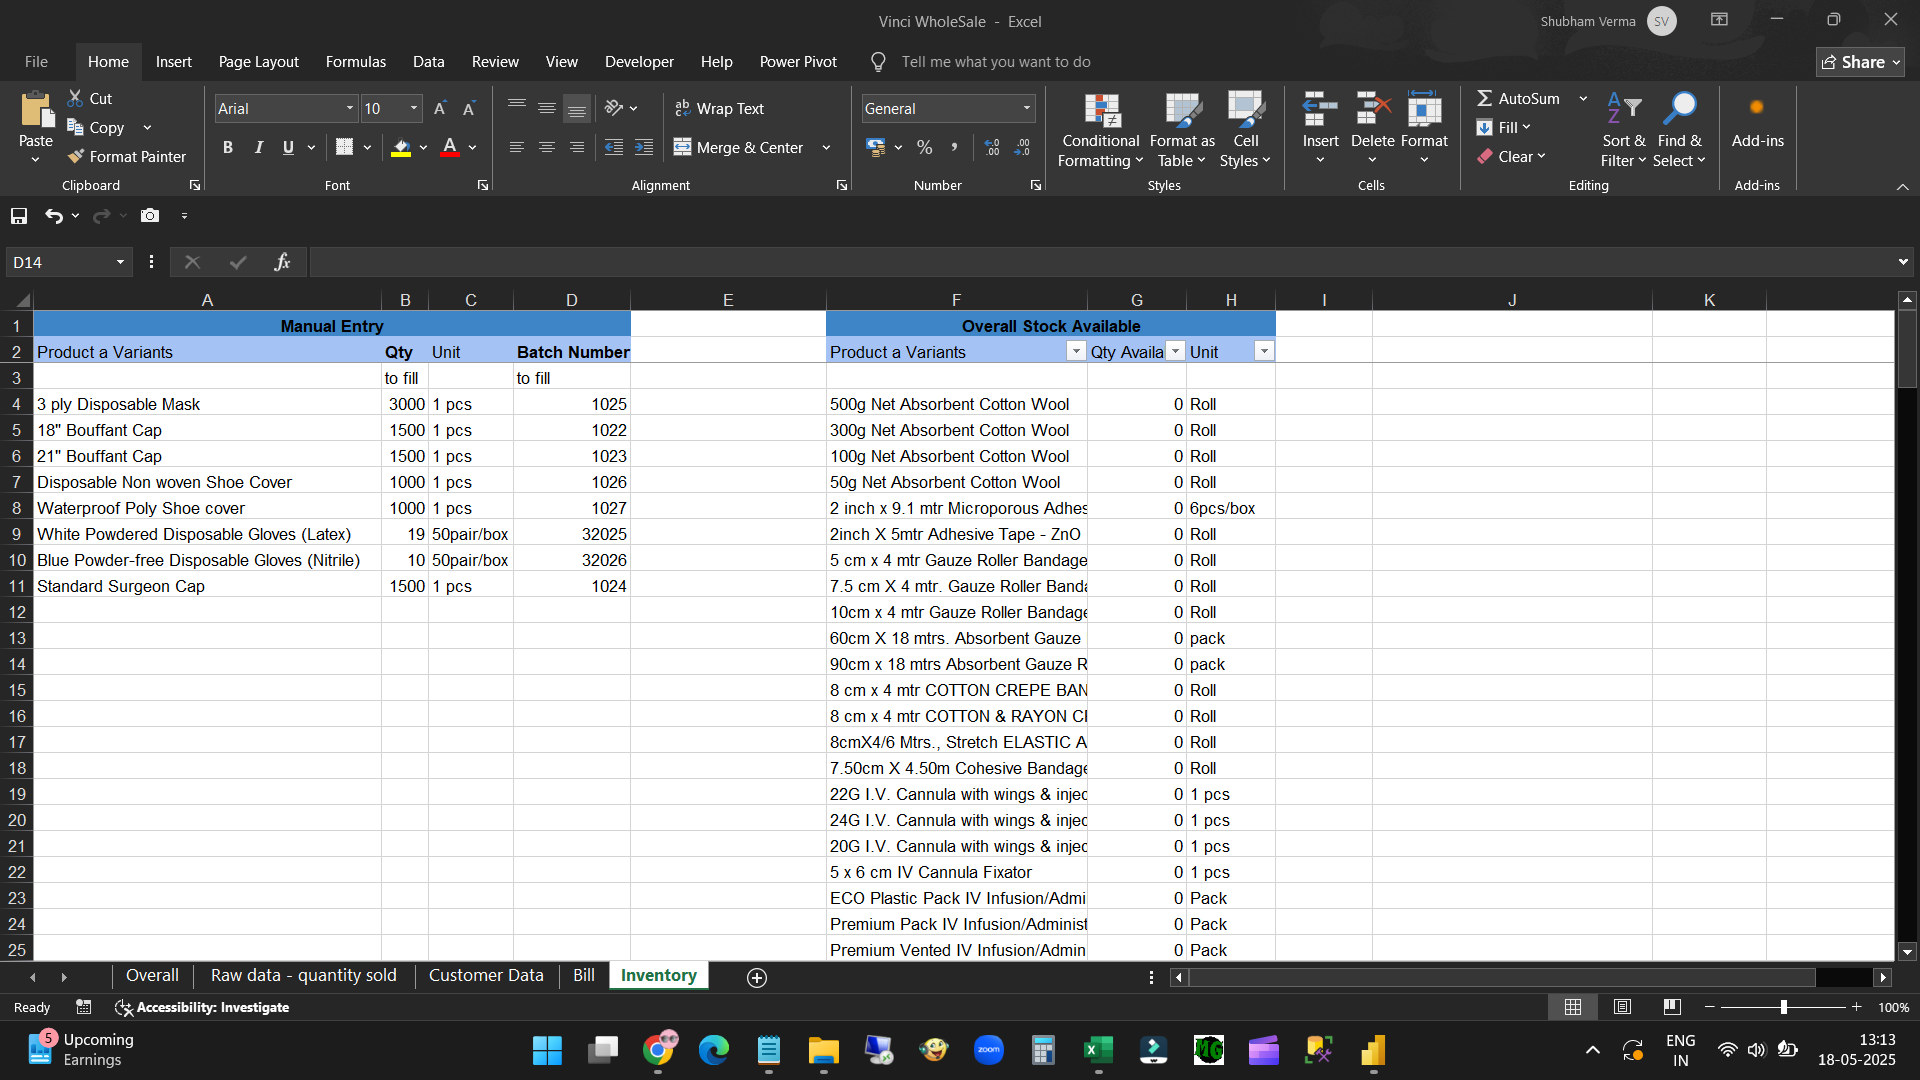 Vinci WholeSale - Excel
Shubham Verma SV
File Home Insert Page Layout Formulas Data Review View Developer Help Power Pivot Tell me what you want to do Share
Paste Cut Copy Format Painter Clipboard
Arial 10 A A B I U A Font
ab Wrap Text Merge & Center Alignment
General % , Number
Conditional Formatting Format as Table Cell Styles Styles
Insert Delete Format Cells
AutoSum Fill Clear Sort & Filter Find & Select Editing
Add-ins Add-ins
D14 fx
A B C D E F G H I J K
1 Manual Entry Overall Stock Available
2 Product a Variants Qty Unit Batch Number Product a Variants Qty Availa Unit
3 to fill to fill
4 3 ply Disposable Mask 3000 1 pcs 1025 500g Net Absorbent Cotton Wool 0 Roll
5 18" Bouffant Cap 1500 1 pcs 1022 300g Net Absorbent Cotton Wool 0 Roll
6 21" Bouffant Cap 1500 1 pcs 1023 100g Net Absorbent Cotton Wool 0 Roll
7 Disposable Non woven Shoe Cover 1000 1 pcs 1026 50g Net Absorbent Cotton Wool 0 Roll
8 Waterproof Poly Shoe cover 1000 1 pcs 1027 2 inch x 9.1 mtr Microporous Adhes 0 6pcs/box
9 White Powdered Disposable Gloves (Latex) 19 50pair/box 32025 2inch X 5mtr Adhesive Tape - ZnO 0 Roll
10 Blue Powder-free Disposable Gloves (Nitrile) 10 50pair/box 32026 5 cm x 4 mtr Gauze Roller Bandage 0 Roll
11 Standard Surgeon Cap 1500 1 pcs 1024 7.5 cm X 4 mtr. Gauze Roller Banda 0 Roll
12 10cm x 4 mtr Gauze Roller Bandage 0 Roll
13 60cm X 18 mtrs. Absorbent Gauze 0 pack
14 90cm x 18 mtrs Absorbent Gauze R 0 pack
15 8 cm x 4 mtr COTTON CREPE BAN 0 Roll
16 8 cm x 4 mtr COTTON & RAYON CI 0 Roll
17 8cmX4/6 Mtrs., Stretch ELASTIC A 0 Roll
18 7.50cm X 4.50m Cohesive Bandage 0 Roll
19 22G I.V. Cannula with wings & injec 0 1 pcs
20 24G I.V. Cannula with wings & injec 0 1 pcs
21 20G I.V. Cannula with wings & injec 0 1 pcs
22 5 x 6 cm IV Cannula Fixator 0 1 pcs
23 ECO Plastic Pack IV Infusion/Admi 0 Pack
24 Premium Pack IV Infusion/Administ 0 Pack
25 Premium Vented IV Infusion/Admin 0 Pack
Overall Raw data - quantity sold Customer Data Bill Inventory
Ready Accessibility: Investigate 100%
5 Upcoming Earnings zoom MG ENG IN 13:13 18-05-2025